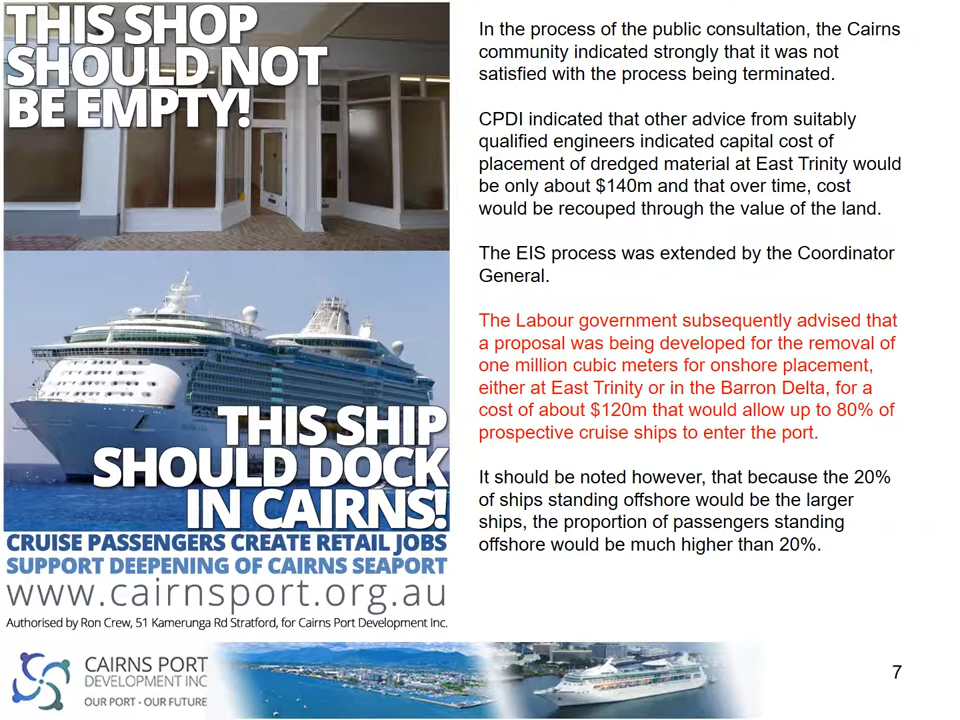 THIS SHOP
SHOULD NOT
BE EMPTY!
THIS SHIP
SHOULD DOCK
IN CAIRNS!
CRUISE PASSENGERS CREATE RETAIL JOBS
SUPPORT DEEPENING OF CAIRNS SEAPORT
www.cairnsport.org.au
Authorised by Ron Crew, 51 Kamerunga Rd Stratford, for Cairns Port Development Inc.
In the process of the public consultation, the Cairns
community indicated strongly that it was not
satisfied with the process being terminated.
CPDI indicated that other advice from suitably
qualified engineers indicated capital cost of
placement of dredged material at East Trinity would
be only about $140m and that over time, cost
would be recouped through the value of the land.
The EIS process was extended by the Coordinator
General.
The Labour government subsequently advised that
a proposal was being developed for the removal of
one million cubic meters for onshore placement,
either at East Trinity or in the Barron Delta, for a
cost of about $120m that would allow up to 80% of
prospective cruise ships to enter the port.
It should be noted however, that because the 20%
of ships standing offshore would be the larger
ships, the proportion of passengers standing
offshore would be much higher than 20%.
CAIRNS PORT
DEVELOPMENT INC
OUR PORT - OUR FUTURE
7